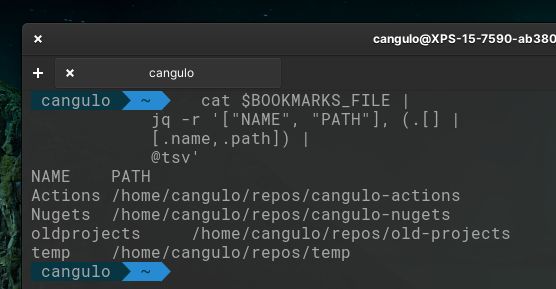 cangulo@XPS-15-7590-ab380
cangulo
cangulo ~ cat $BOOKMARKS_FILE |
jq -r '["NAME", "PATH"], (.[] |
[.name,.path]) |
@tsv'
NAME PATH
Actions /home/cangulo/repos/cangulo-actions
Nugets /home/cangulo/repos/cangulo-nugets
oldprojects /home/cangulo/repos/old-projects
temp /home/cangulo/repos/temp
cangulo ~